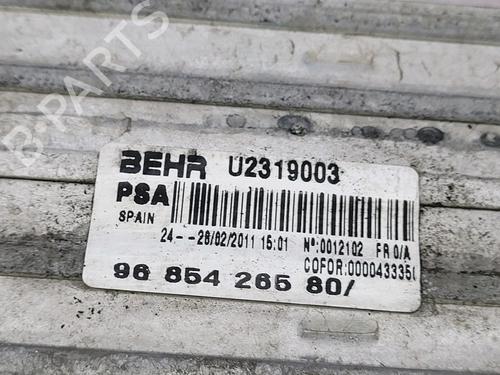 B-PARTS
BEHR U2319003
PSA
SPAIN
24--28/02/2011 15:01 Nº:0012102 FR 0/A
COFOR:000043335
96 854 265 80/